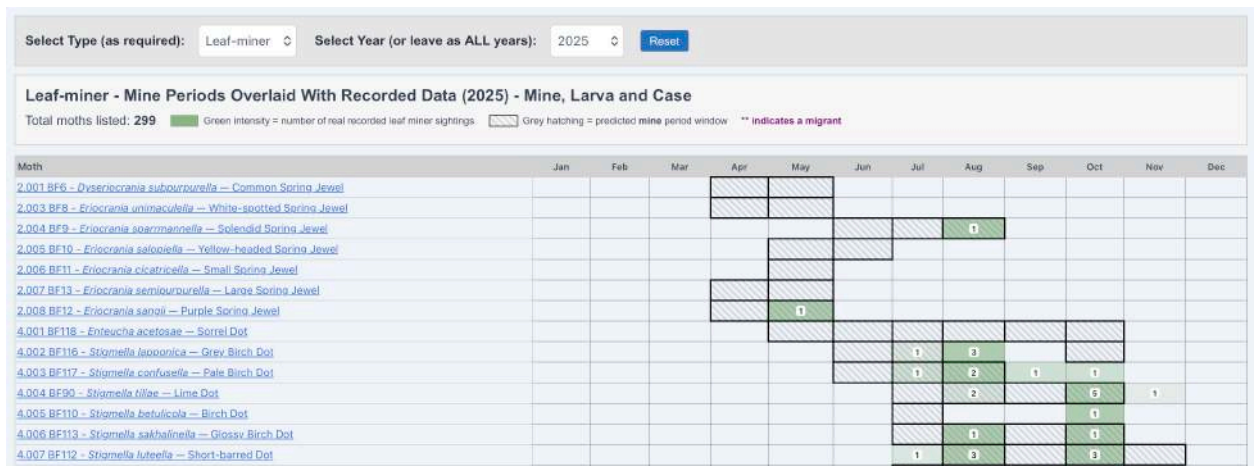 Select Type (as required): Leaf-miner Select Year (or leave as ALL years): 2025 Reset
Leaf-miner - Mine Periods Overlaid With Recorded Data (2025) - Mine, Larva and Case
Total moths listed: 299 Green intensity = number of real recorded leaf miner sightings Grey hatching = predicted mine period window ** indicates a migrant
Moth Jan Feb Mar Apr May Jun Jul Aug Sep Oct Nov Dec
2.001 BF6 - Dyseriocrania subpurpurella — Common Spring Jewel
2.003 BF8 - Eriocrania unimaculella — White-spotted Spring Jewel
2.004 BF9 - Eriocrania sparrmannella — Splendid Spring Jewel 1
2.005 BF10 - Eriocrania salopiella — Yellow-headed Spring Jewel
2.006 BF11 - Eriocrania cicatricella — Small Spring Jewel
2.007 BF13 - Eriocrania semipurpurella — Large Spring Jewel
2.008 BF12 - Eriocrania sangii — Purple Spring Jewel 1
4.001 BF118 - Enteucha acetosae — Sorrel Dot
4.002 BF116 - Stigmella lapponica — Grey Birch Dot 1 3
4.003 BF117 - Stigmella confusella — Pale Birch Dot 1 2 1 1
4.004 BF90 - Stigmella tiliae — Lime Dot 2 5 1
4.005 BF110 - Stigmella betulicola — Birch Dot 1
4.006 BF113 - Stigmella sakhalinella — Glossy Birch Dot 1 1
4.007 BF112 - Stigmella luteella — Short-barred Dot 1 3 3